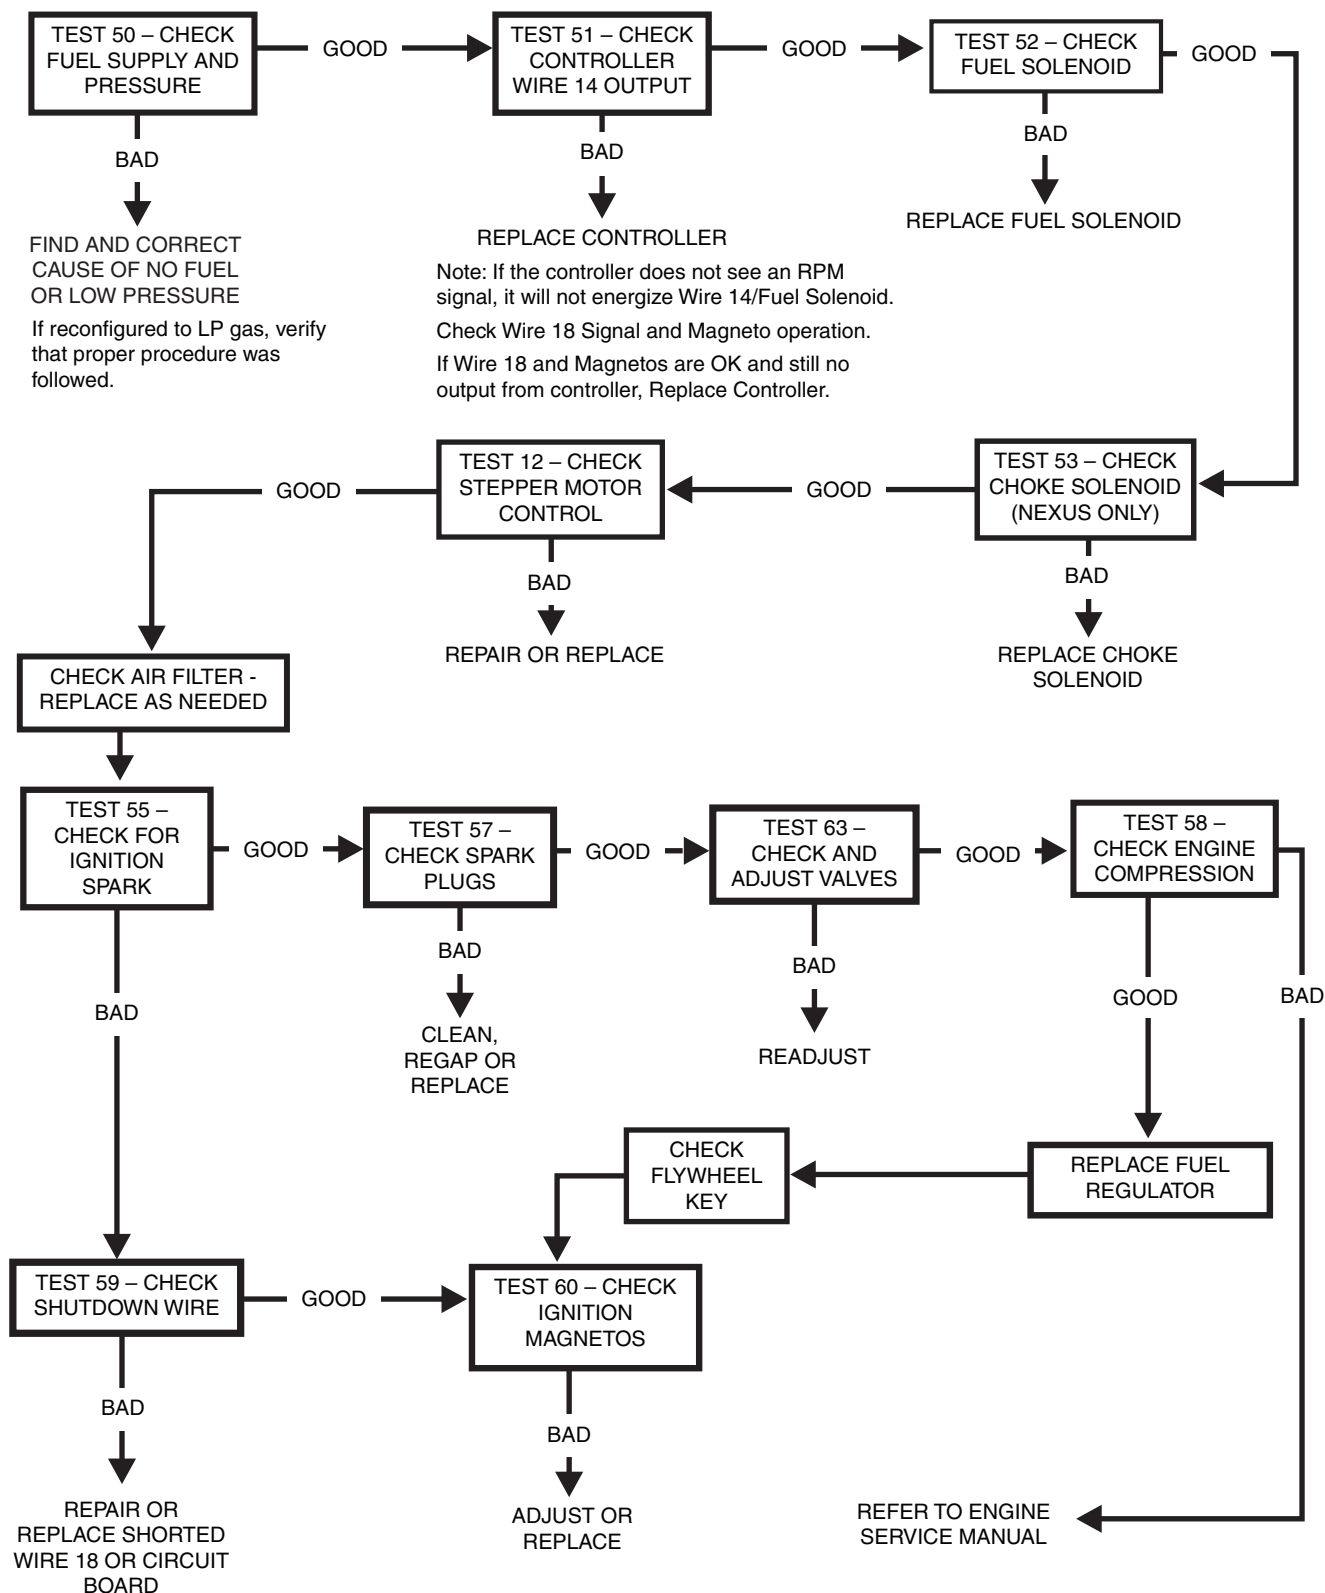 TEST 50 – CHECK
FUEL SUPPLY AND
PRESSURE
GOOD
TEST 51 – CHECK
CONTROLLER
WIRE 14 OUTPUT
GOOD
TEST 52 – CHECK
FUEL SOLENOID
GOOD
BAD
BAD
BAD
FIND AND CORRECT
CAUSE OF NO FUEL
OR LOW PRESSURE
If reconfigured to LP gas, verify
that proper procedure was
followed.
REPLACE CONTROLLER
Note: If the controller does not see an RPM
signal, it will not energize Wire 14/Fuel Solenoid.
Check Wire 18 Signal and Magneto operation.
If Wire 18 and Magnetos are OK and still no
output from controller, Replace Controller.
REPLACE FUEL SOLENOID
TEST 53 – CHECK
CHOKE SOLENOID
(NEXUS ONLY)
GOOD
TEST 12 – CHECK
STEPPER MOTOR
CONTROL
GOOD
BAD
REPLACE CHOKE
SOLENOID
BAD
REPAIR OR REPLACE
CHECK AIR FILTER -
REPLACE AS NEEDED
TEST 55 –
CHECK FOR
IGNITION
SPARK
GOOD
TEST 57 –
CHECK SPARK
PLUGS
GOOD
TEST 63 –
CHECK AND
ADJUST VALVES
GOOD
TEST 58 –
CHECK ENGINE
COMPRESSION
BAD
BAD
BAD
GOOD
BAD
CLEAN,
REGAP OR
REPLACE
READJUST
REPLACE FUEL
REGULATOR
CHECK
FLYWHEEL
KEY
TEST 59 – CHECK
SHUTDOWN WIRE
GOOD
TEST 60 – CHECK
IGNITION
MAGNETOS
BAD
BAD
REPAIR OR
REPLACE SHORTED
WIRE 18 OR CIRCUIT
BOARD
ADJUST OR
REPLACE
REFER TO ENGINE
SERVICE MANUAL